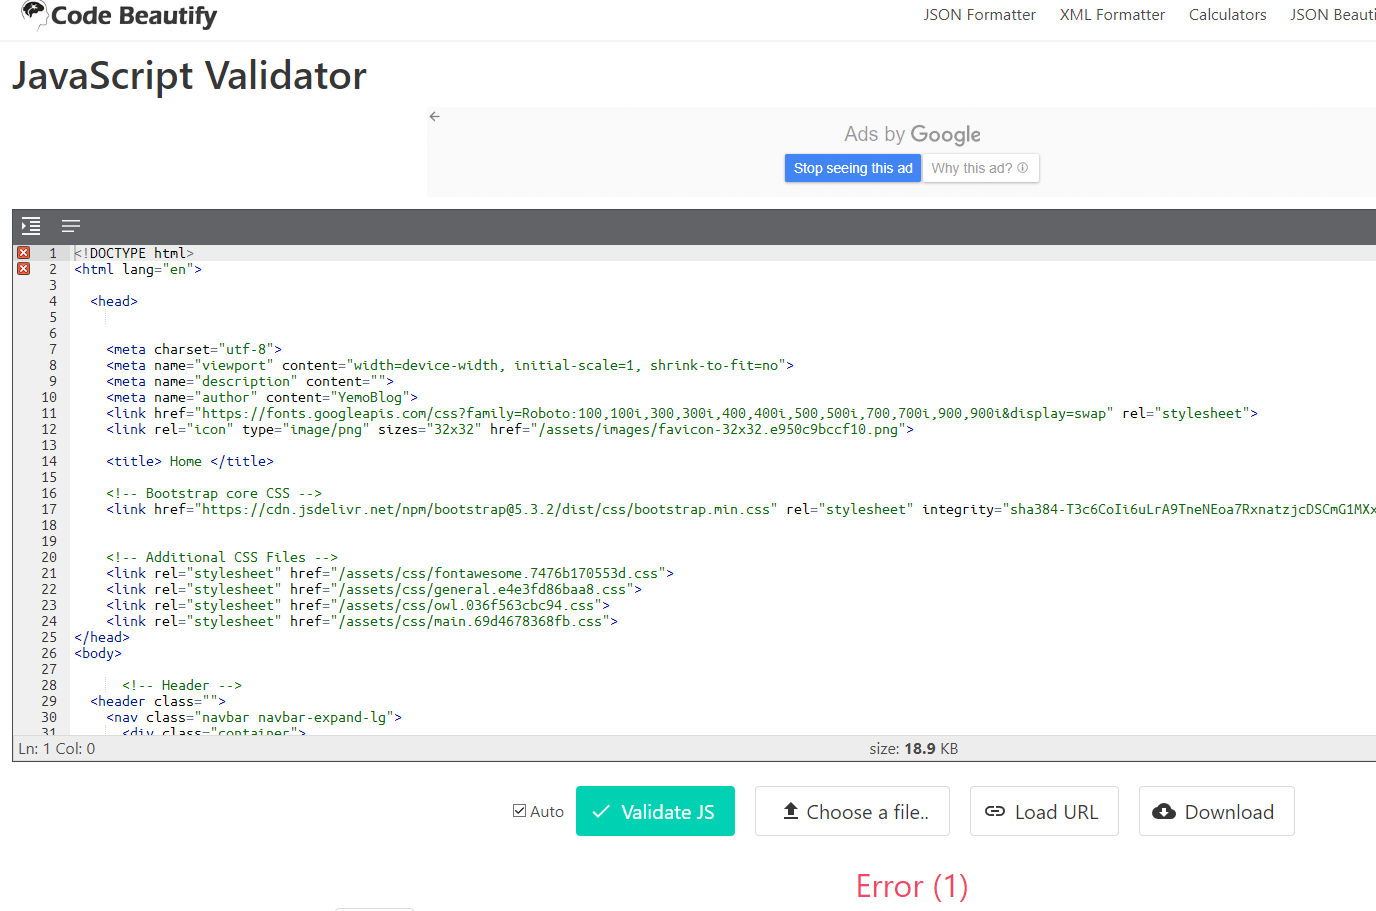 Code Beautify
JSON Formatter XML Formatter Calculators JSON Beauti
JavaScript Validator
Ads by Google
Stop seeing this ad Why this ad?
1 <!DOCTYPE html>
2 <html lang="en">
3
4 <head>
5
6
7 <meta charset="utf-8">
8 <meta name="viewport" content="width=device-width, initial-scale=1, shrink-to-fit=no">
9 <meta name="description" content="">
10 <meta name="author" content="YemoBlog">
11 <link href="https://fonts.googleapis.com/css?family=Roboto:100,100i,300,300i,400,400i,500,500i,700,700i,900,900i&display=swap" rel="stylesheet">
12 <link rel="icon" type="image/png" sizes="32x32" href="/assets/images/favicon-32x32.e950c9bccf10.png">
13
14 <title> Home </title>
15
16 <!-- Bootstrap core CSS -->
17 <link href="https://cdn.jsdelivr.net/npm/bootstrap@5.3.2/dist/css/bootstrap.min.css" rel="stylesheet" integrity="sha384-T3c6CoIi6uLrA9TneNEoa7RxnatzjcDSCmG1MXx
18
19
20 <!-- Additional CSS Files -->
21 <link rel="stylesheet" href="/assets/css/fontawesome.7476b170553d.css">
22 <link rel="stylesheet" href="/assets/css/general.e4e3fd86baa8.css">
23 <link rel="stylesheet" href="/assets/css/owl.036f563cbc94.css">
24 <link rel="stylesheet" href="/assets/css/main.69d4678368fb.css">
25 </head>
26 <body>
27
28 <!-- Header -->
29 <header class="">
30 <nav class="navbar navbar-expand-lg">
31 <div class="container">
Ln: 1 Col: 0 size: 18.9 KB
Auto Validate JS Choose a file.. Load URL Download
Error (1)